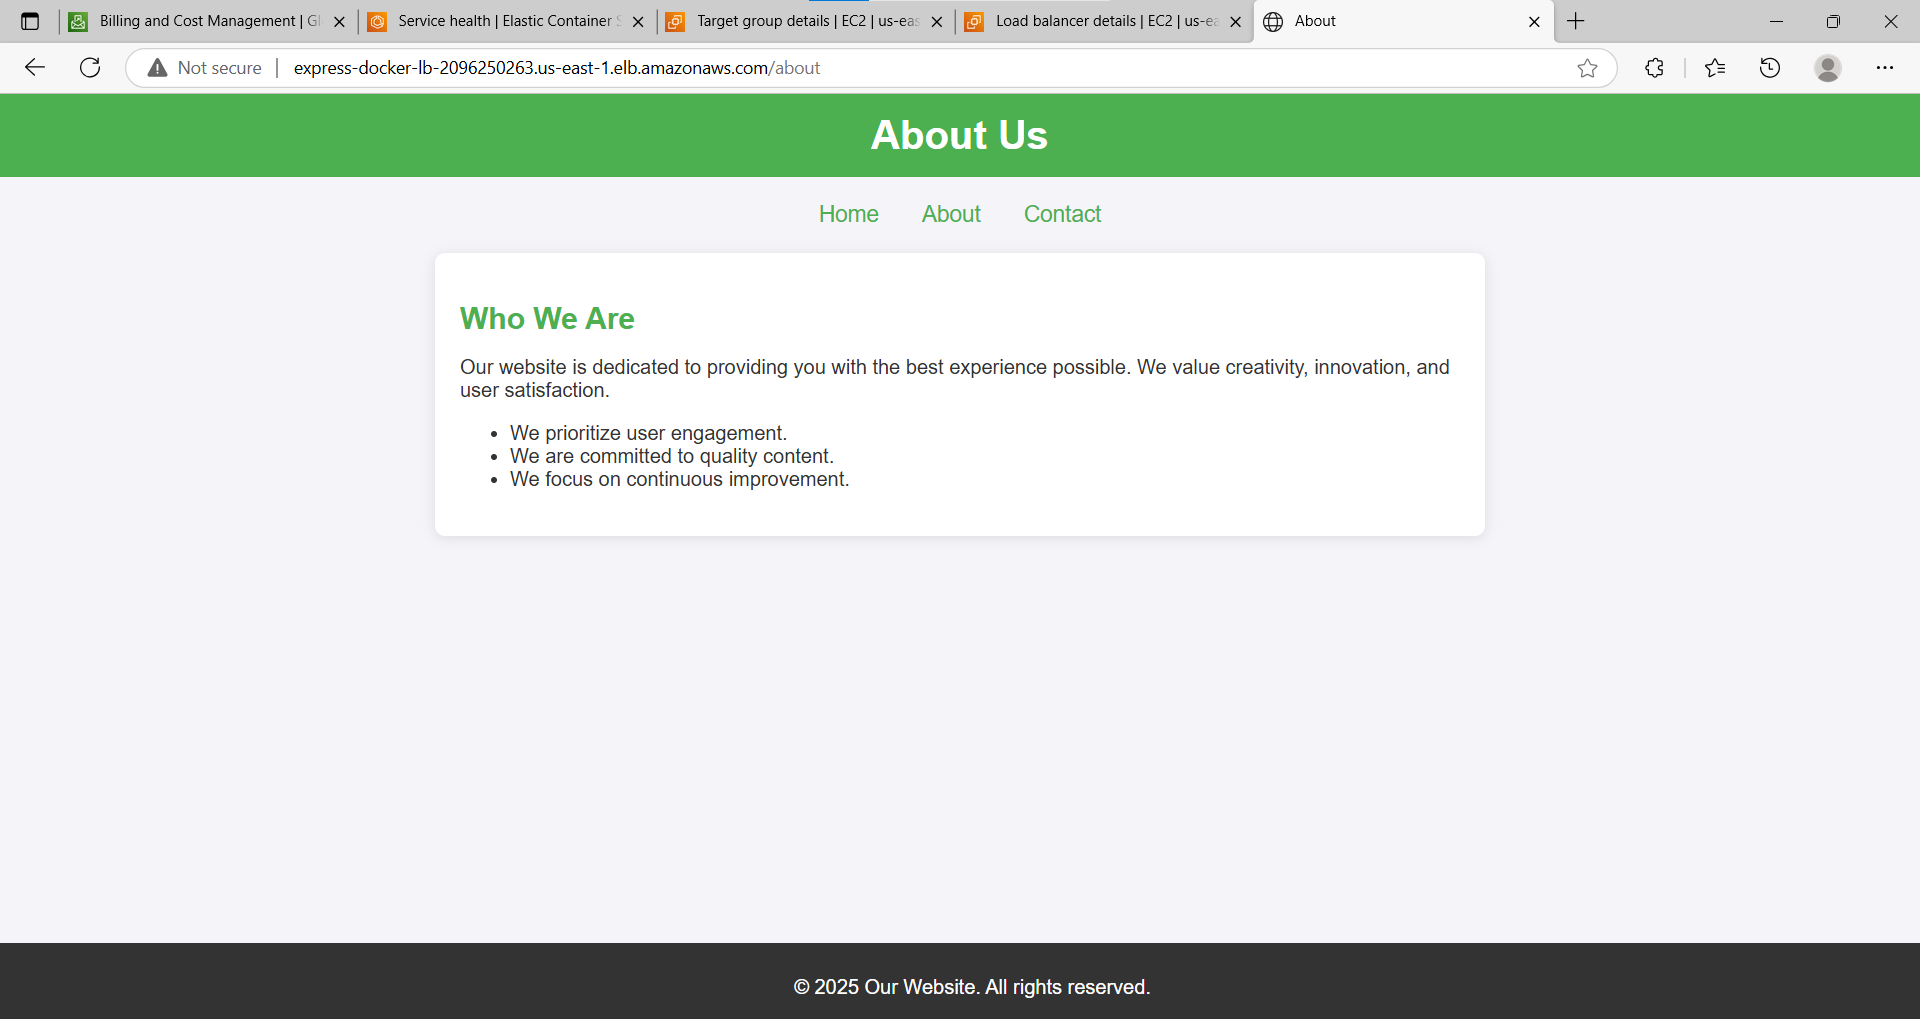 Billing and Cost Management | Gl
Service health | Elastic Container S
Target group details | EC2 | us-eas
Load balancer details | EC2 | us-ea
About
Not secure
express-docker-lb-2096250263.us-east-1.elb.amazonaws.com/about
About Us
Home About Contact
Who We Are
Our website is dedicated to providing you with the best experience possible. We value creativity, innovation, and
user satisfaction.
• We prioritize user engagement.
• We are committed to quality content.
• We focus on continuous improvement.
© 2025 Our Website. All rights reserved.